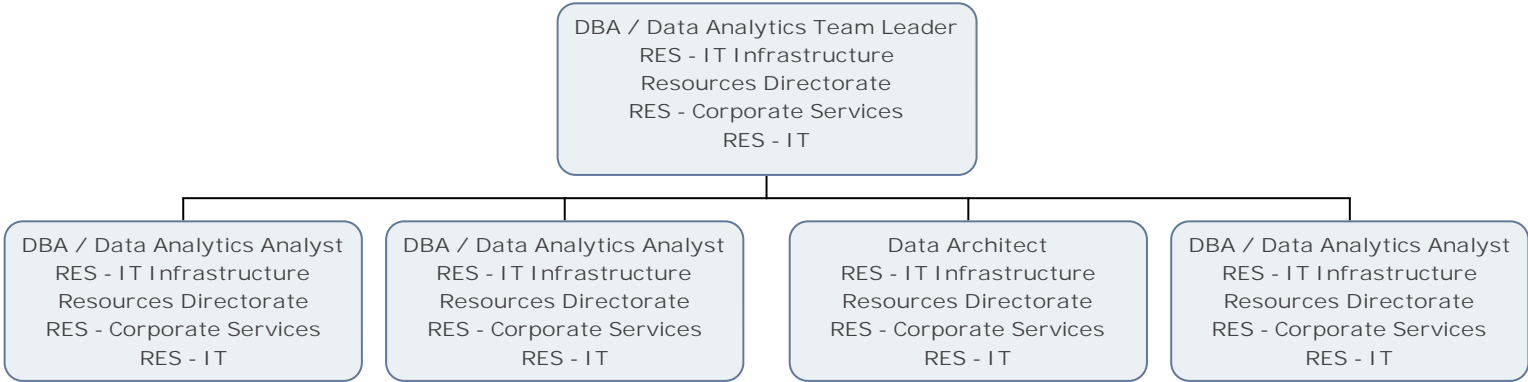 DBA / Data Analytics Team Leader
RES - IT Infrastructure
Resources Directorate
RES - Corporate Services
RES - IT
DBA / Data Analytics Analyst
RES - IT Infrastructure
Resources Directorate
RES - Corporate Services
RES - IT
DBA / Data Analytics Analyst
RES - IT Infrastructure
Resources Directorate
RES - Corporate Services
RES - IT
Data Architect
RES - IT Infrastructure
Resources Directorate
RES - Corporate Services
RES - IT
DBA / Data Analytics Analyst
RES - IT Infrastructure
Resources Directorate
RES - Corporate Services
RES - IT